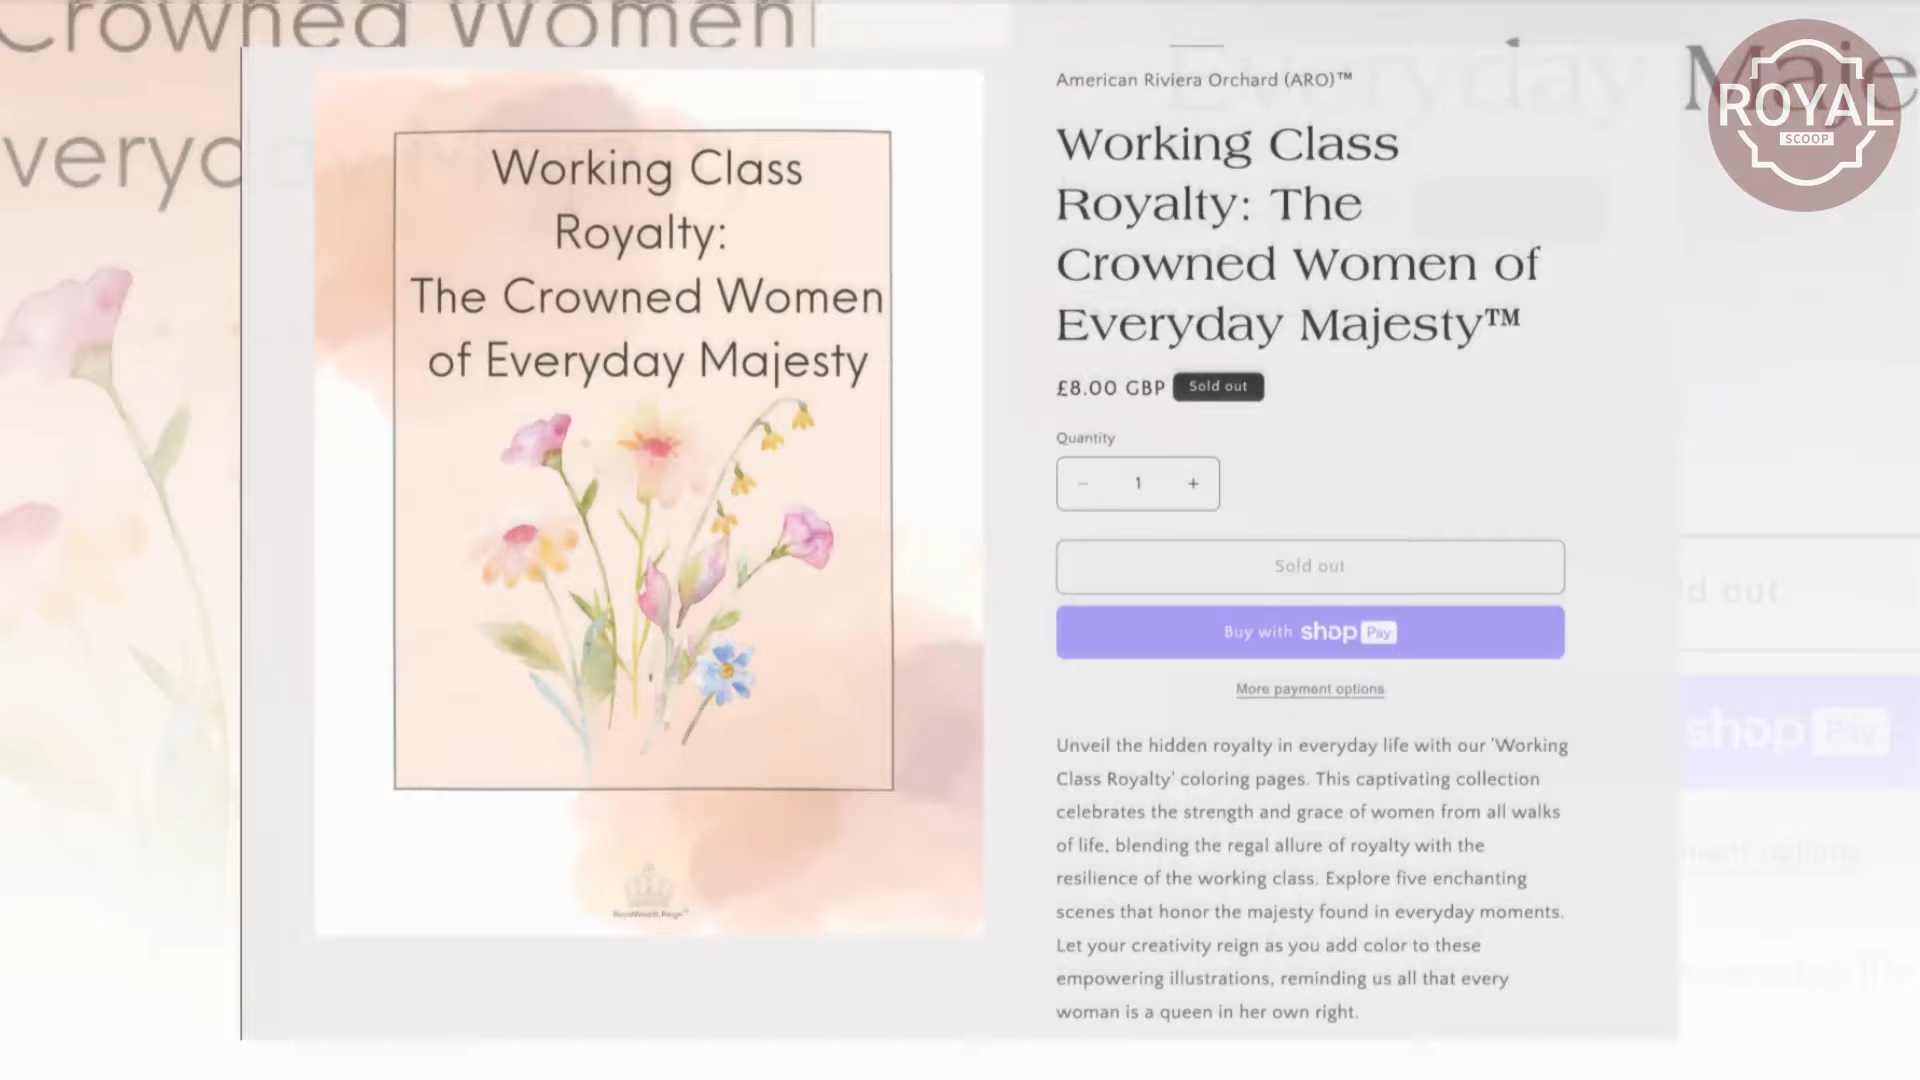 Crowned Women
Everyday Maje
ROYAL
SCOOP
American Riviera Orchard (ARO)™
Working Class
Royalty: The
Crowned Women of
Everyday Majesty™
£8.00 GBP Sold out
Quantity
− 1 +
Sold out
Buy with shop Pay
More payment options
Unveil the hidden royalty in everyday life with our 'Working
Class Royalty' coloring pages. This captivating collection
celebrates the strength and grace of women from all walks
of life, blending the regal allure of royalty with the
resilience of the working class. Explore five enchanting
scenes that honor the majesty found in everyday moments.
Let your creativity reign as you add color to these
empowering illustrations, reminding us all that every
woman is a queen in her own right.
Working Class
Royalty:
The Crowned Women
of Everyday Majesty
veryd
d out
shop Pay